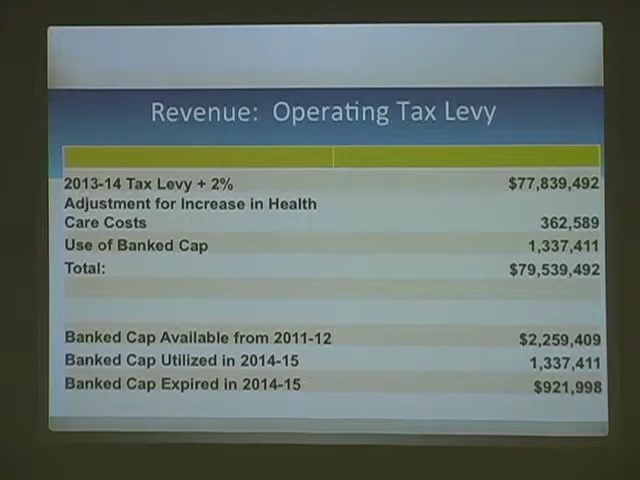 Revenue: Operating Tax Levy
2013-14 Tax Levy + 2% $77,839,492
Adjustment for Increase in Health
Care Costs 362,589
Use of Banked Cap 1,337,411
Total: $79,539,492
Banked Cap Available from 2011-12 $2,259,409
Banked Cap Utilized in 2014-15 1,337,411
Banked Cap Expired in 2014-15 $921,998